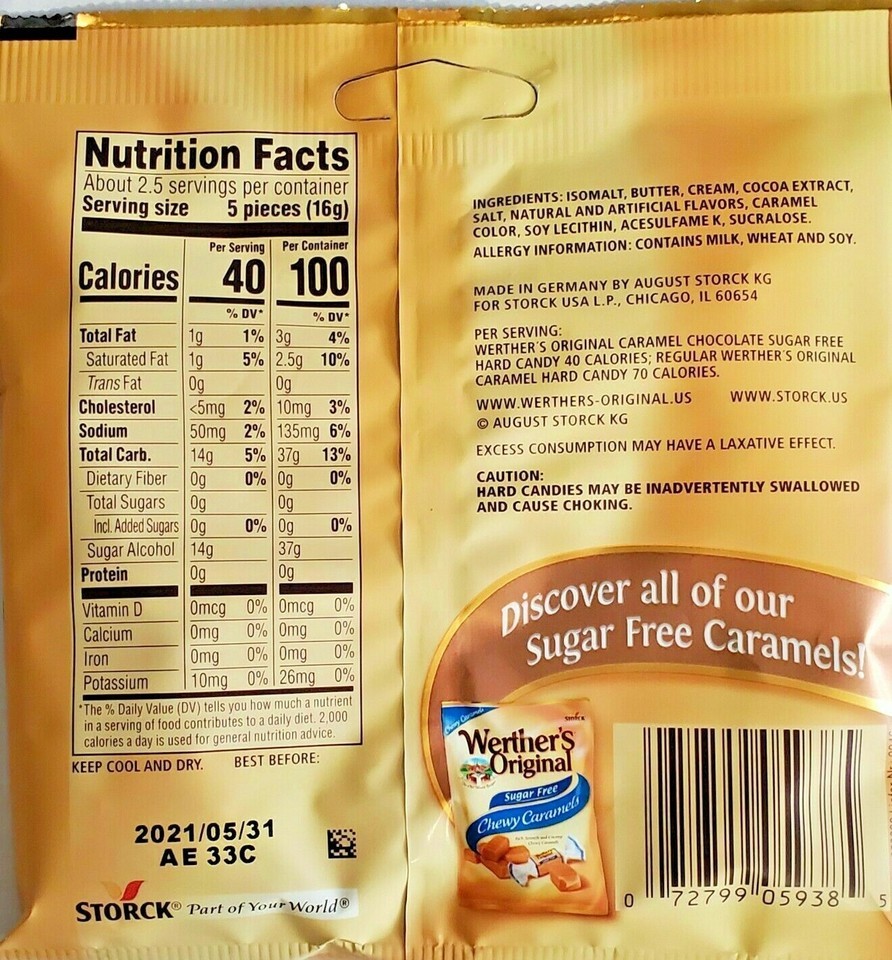 Nutrition Facts
About 2.5 servings per container
Serving size 5 pieces (16g)
Per Serving Per Container
Calories 40 100
% DV* % DV*
Total Fat 1g 1% 3g 4%
Saturated Fat 1g 5% 2.5g 10%
Trans Fat 0g 0g
Cholesterol <5mg 2% 10mg 3%
Sodium 50mg 2% 135mg 6%
Total Carb. 14g 5% 37g 13%
Dietary Fiber 0g 0% 0g 0%
Total Sugars 0g 0g
Incl. Added Sugars 0g 0% 0g 0%
Sugar Alcohol 14g 37g
Protein 0g 0g
Vitamin D 0mcg 0% 0mcg 0%
Calcium 0mg 0% 0mg 0%
Iron 0mg 0% 0mg 0%
Potassium 10mg 0% 26mg 0%
*The % Daily Value (DV) tells you how much a nutrient
in a serving of food contributes to a daily diet. 2,000
calories a day is used for general nutrition advice.
KEEP COOL AND DRY. BEST BEFORE:
2021/05/31
AE 33C
STORCK® Part of Your World®
INGREDIENTS: ISOMALT, BUTTER, CREAM, COCOA EXTRACT,
SALT, NATURAL AND ARTIFICIAL FLAVORS, CARAMEL
COLOR, SOY LECITHIN, ACESULFAME K, SUCRALOSE.
ALLERGY INFORMATION: CONTAINS MILK, WHEAT AND SOY.
MADE IN GERMANY BY AUGUST STORCK KG
FOR STORCK USA L.P., CHICAGO, IL 60654
PER SERVING:
WERTHER'S ORIGINAL CARAMEL CHOCOLATE SUGAR FREE
HARD CANDY 40 CALORIES; REGULAR WERTHER'S ORIGINAL
CARAMEL HARD CANDY 70 CALORIES.
WWW.WERTHERS-ORIGINAL.US WWW.STORCK.US
© AUGUST STORCK KG
EXCESS CONSUMPTION MAY HAVE A LAXATIVE EFFECT.
CAUTION:
HARD CANDIES MAY BE INADVERTENTLY SWALLOWED
AND CAUSE CHOKING.
Discover all of our
Sugar Free Caramels!
Chewy Caramels
STORCK
Werther's
Original
Sugar Free
Chewy Caramels
0 72799 05938 5